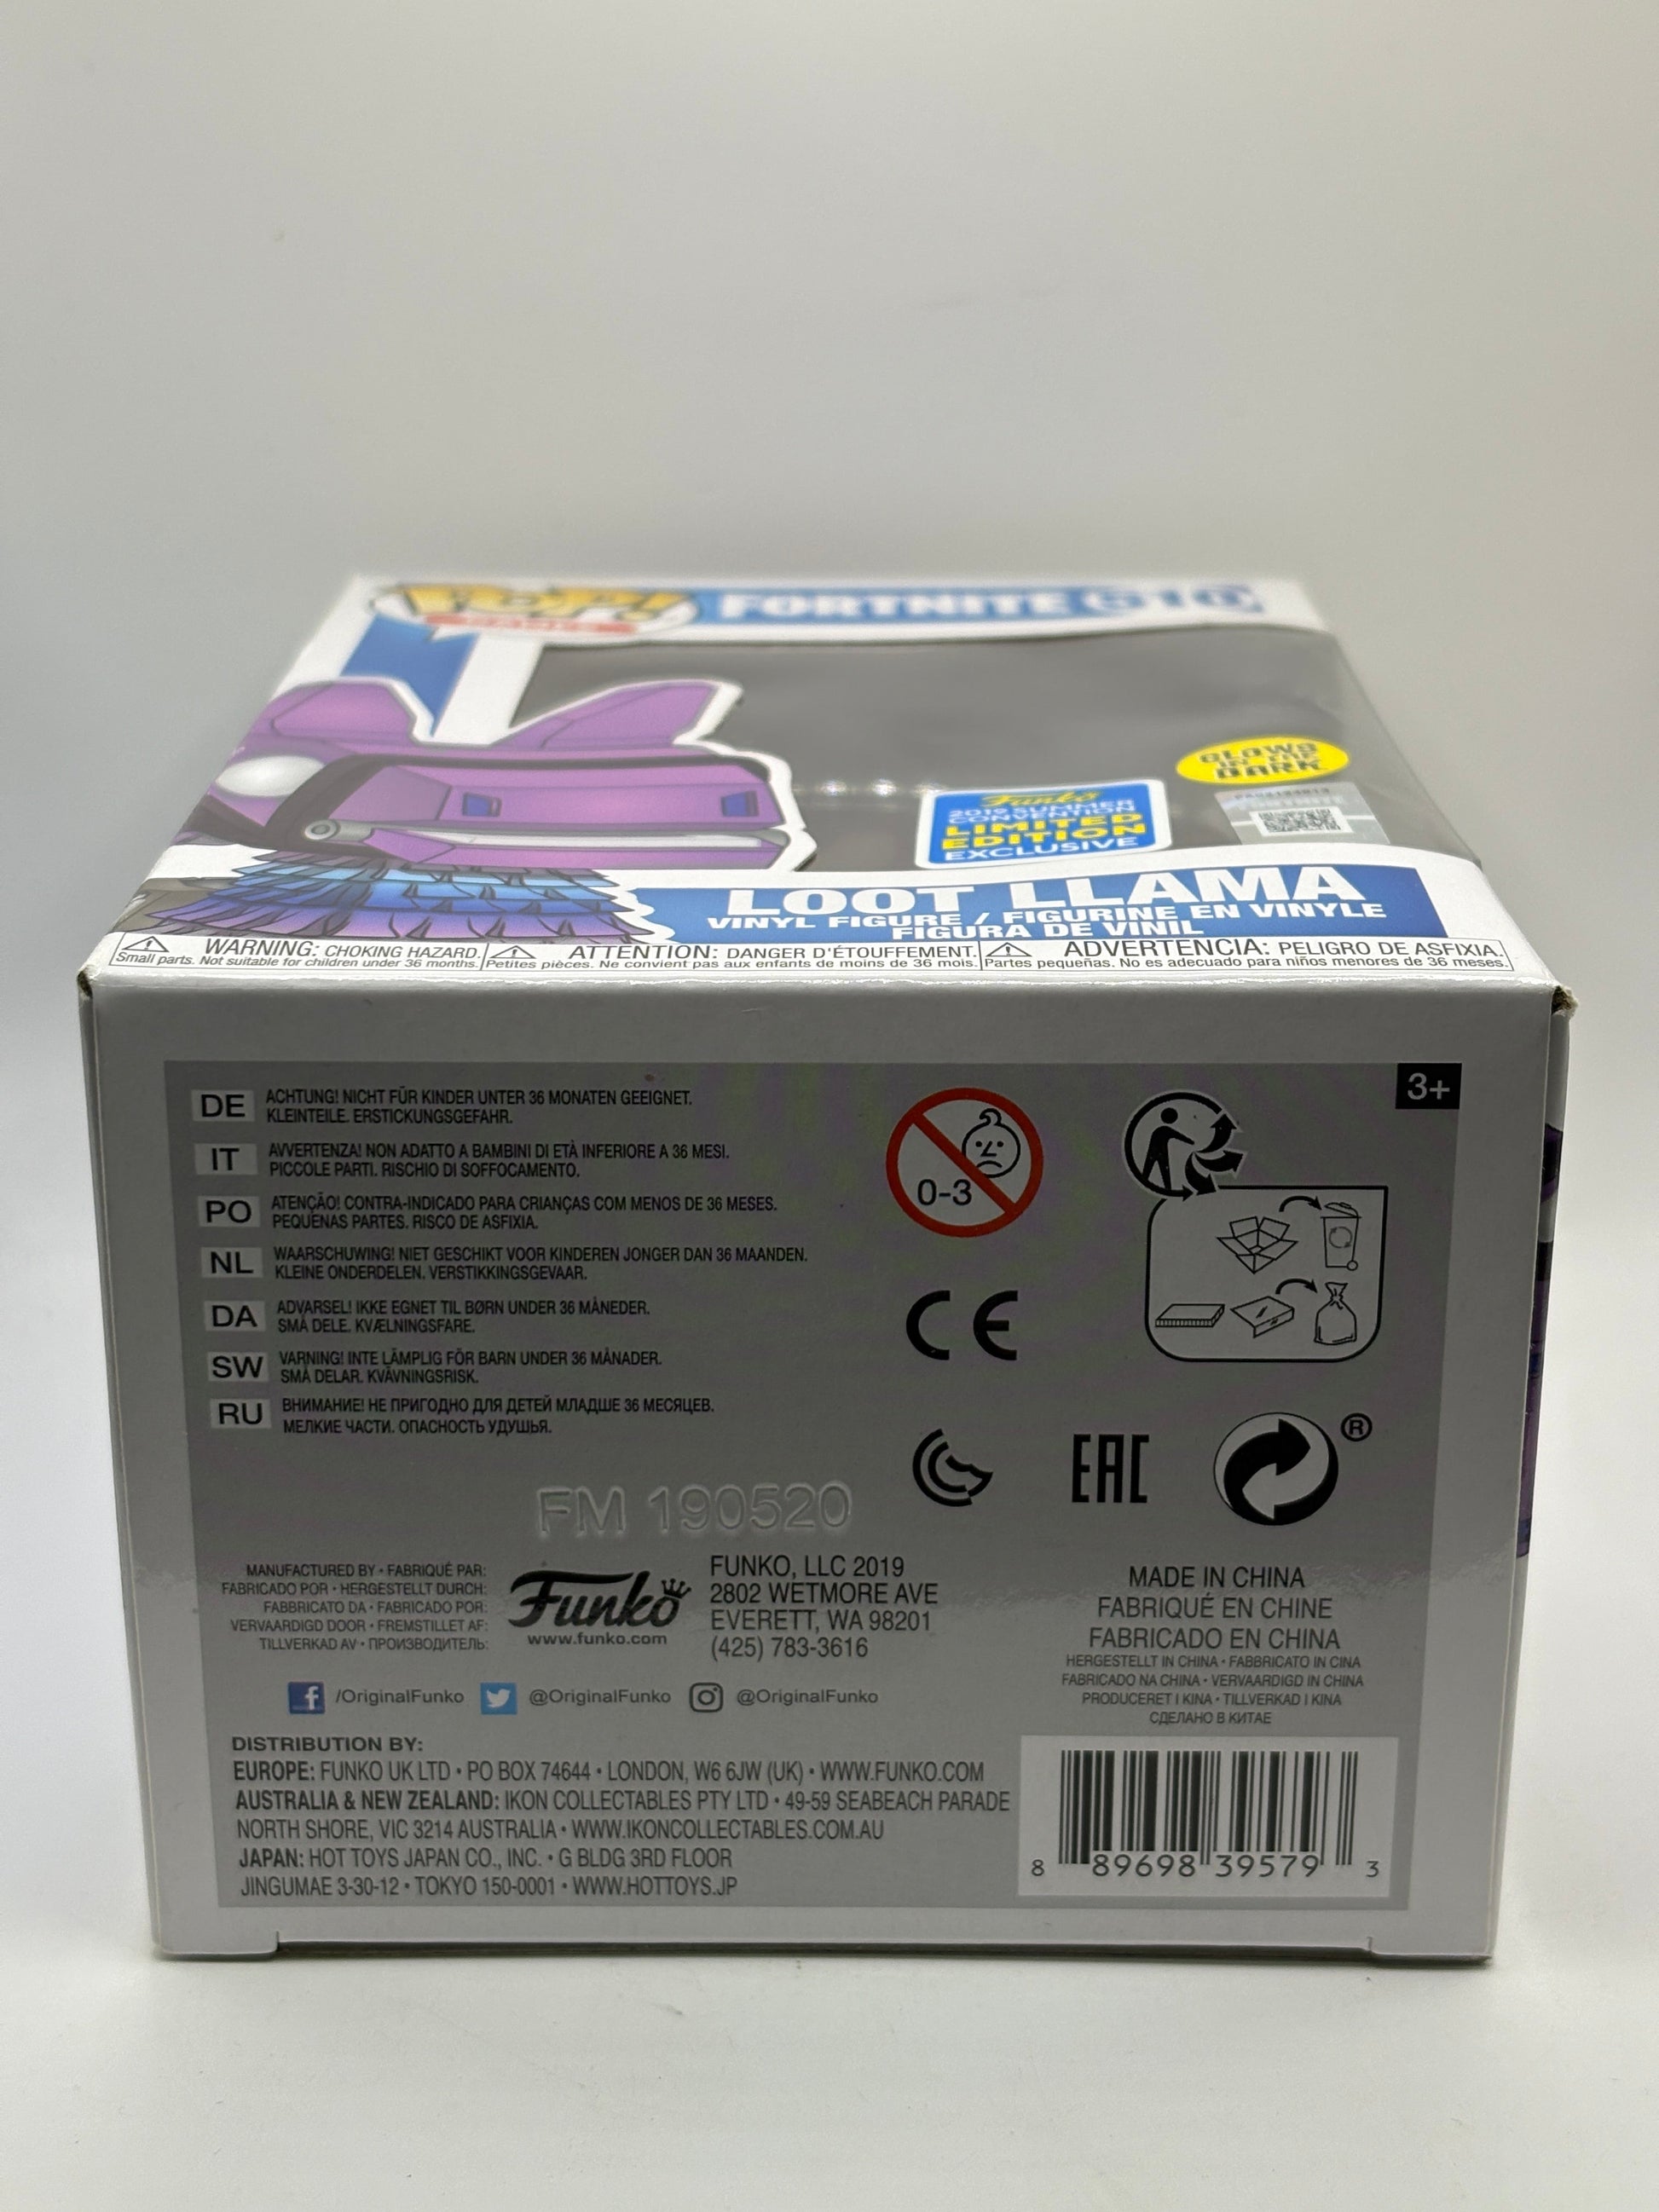 POP!
FORTNITE 510
GLOWS
IN THE
DARK
Funko
2019 SUMMER
CONVENTION
LIMITED
EDITION
EXCLUSIVE
LOOT LLAMA
VINYL FIGURE / FIGURINE EN VINYLE
FIGURA DE VINIL
WARNING: CHOKING HAZARD.
Small parts. Not suitable for children under 36 months.
ATTENTION: DANGER D'ÉTOUFFEMENT.
Petites pièces. Ne convient pas aux enfants de moins de 36 mois.
ADVERTENCIA: PELIGRO DE ASFIXIA.
Partes pequeñas. No es adecuado para niños menores de 36 meses.
3+
DE ACHTUNG! NICHT FÜR KINDER UNTER 36 MONATEN GEEIGNET.
KLEINTEILE. ERSTICKUNGSGEFAHR.
IT AVVERTENZA! NON ADATTO A BAMBINI DI ETÀ INFERIORE A 36 MESI.
PICCOLE PARTI. RISCHIO DI SOFFOCAMENTO.
PO ATENÇÃO! CONTRA-INDICADO PARA CRIANÇAS COM MENOS DE 36 MESES.
PEQUENAS PARTES. RISCO DE ASFIXIA.
NL WAARSCHUWING! NIET GESCHIKT VOOR KINDEREN JONGER DAN 36 MAANDEN.
KLEINE ONDERDELEN. VERSTIKKINGSGEVAAR.
DA ADVARSEL! IKKE EGNET TIL BØRN UNDER 36 MÅNEDER.
SMÅ DELE. KVÆLNINGSFARE.
SW VARNING! INTE LÄMPLIG FÖR BARN UNDER 36 MÅNADER.
SMÅ DELAR. KVÄVNINGSRISK.
RU ВНИМАНИЕ! НЕ ПРИГОДНО ДЛЯ ДЕТЕЙ МЛАДШЕ 36 МЕСЯЦЕВ.
МЕЛКИЕ ЧАСТИ. ОПАСНОСТЬ УДУШЬЯ.
0-3
CE
EAC
®
FM 190520
MANUFACTURED BY • FABRIQUÉ PAR:
FABRICADO POR • HERGESTELLT DURCH:
FABBRICATO DA • FABRICADO POR:
VERVAARDIGD DOOR • FREMSTILLET AF:
TILLVERKAD AV • ПРОИЗВОДИТЕЛЬ:
Funko
www.funko.com
FUNKO, LLC 2019
2802 WETMORE AVE
EVERETT, WA 98201
(425) 783-3616
MADE IN CHINA
FABRIQUÉ EN CHINE
FABRICADO EN CHINA
HERGESTELLT IN CHINA • FABBRICATO IN CINA
FABRICADO NA CHINA • VERVAARDIGD IN CHINA
PRODUCERET I KINA • TILLVERKAD I KINA
СДЕЛАНО В КИТАЕ
/OriginalFunko @OriginalFunko @OriginalFunko
DISTRIBUTION BY:
EUROPE: FUNKO UK LTD • PO BOX 74644 • LONDON, W6 6JW (UK) • WWW.FUNKO.COM
AUSTRALIA & NEW ZEALAND: IKON COLLECTABLES PTY LTD • 49-59 SEABEACH PARADE
NORTH SHORE, VIC 3214 AUSTRALIA • WWW.IKONCOLLECTABLES.COM.AU
JAPAN: HOT TOYS JAPAN CO., INC. • G BLDG 3RD FLOOR
JINGUMAE 3-30-12 • TOKYO 150-0001 • WWW.HOTTOYS.JP
8 89698 39579 3